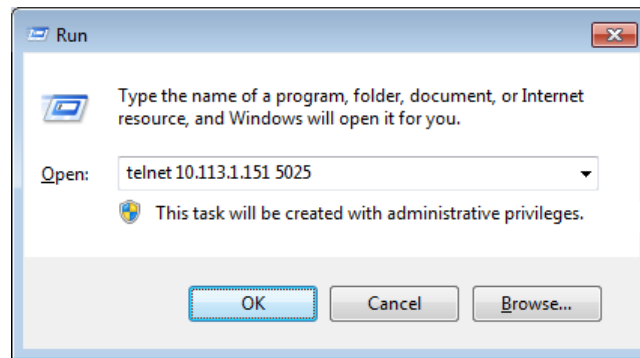 Run
Type the name of a program, folder, document, or Internet
resource, and Windows will open it for you.
Open: telnet 10.113.1.151 5025
This task will be created with administrative privileges.
OK Cancel Browse...